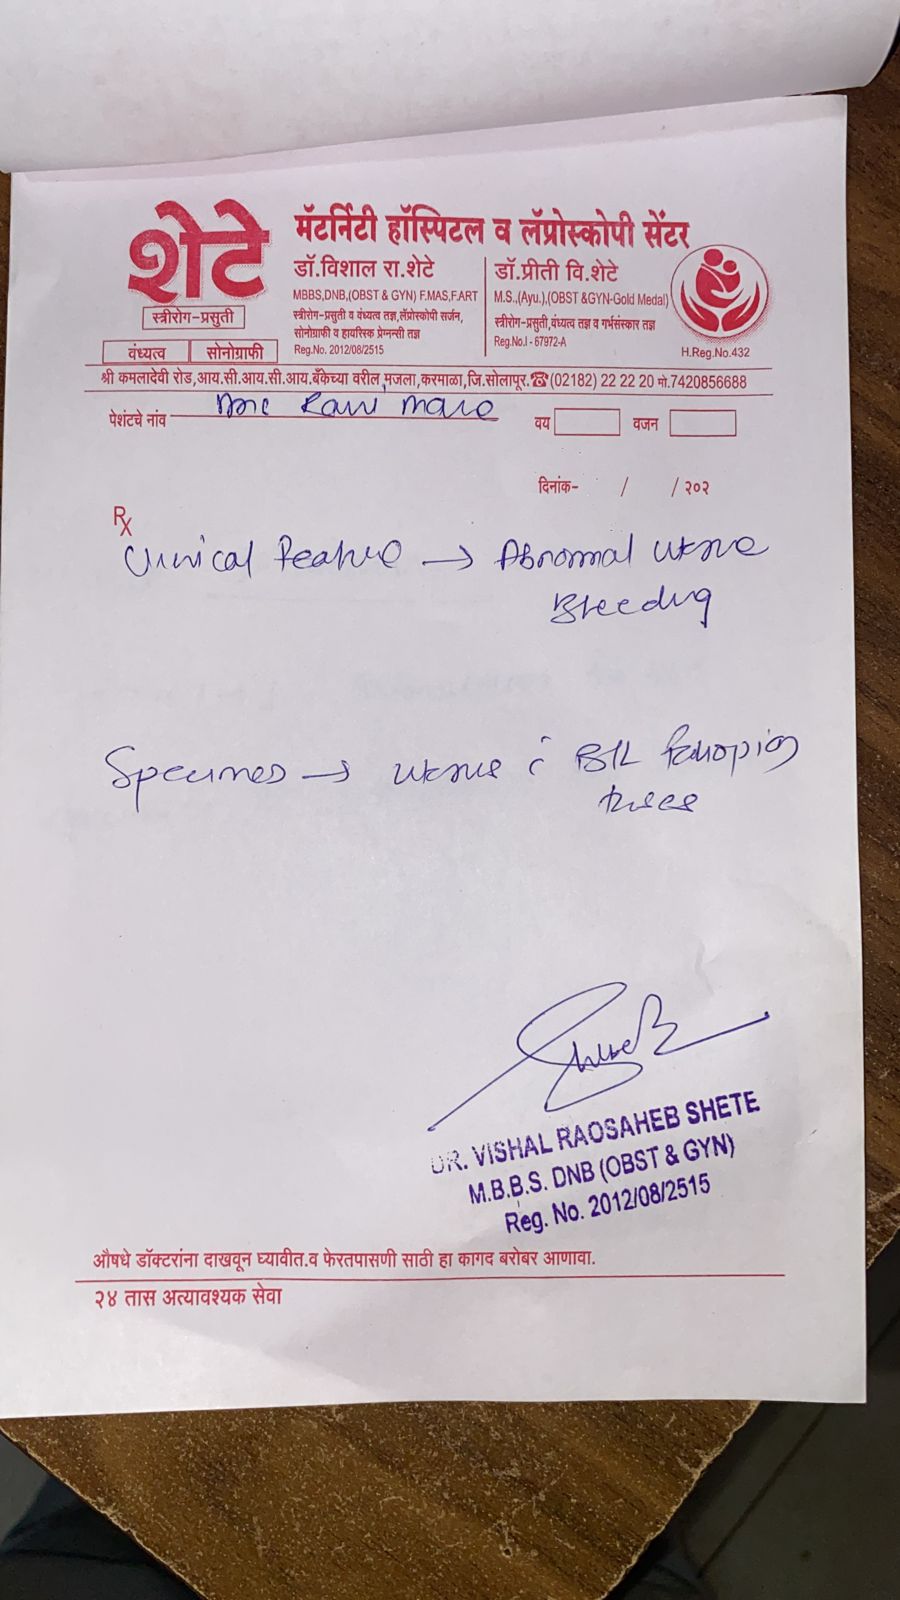 शेटे
स्त्रीरोग-प्रसुती
वंध्यत्व सोनोग्राफी
मॅटर्निटी हॉस्पिटल व लॅप्रोस्कोपी सेंटर
डॉ.विशाल रा.शेटे
MBBS,DNB,(OBST & GYN) F.MAS,F.ART
स्त्रीरोग-प्रसुती व वंध्यत्व तज्ञ,लॅप्रोस्कोपी सर्जन,
सोनोग्राफी व हायरिस्क प्रेग्नन्सी तज्ञ
Reg.No. 2012/08/2515
डॉ.प्रीती वि.शेटे
M.S.,(Ayu.),(OBST &GYN-Gold Medal)
स्त्रीरोग-प्रसुती,वंध्यत्व तज्ञ व गर्भसंस्कार तज्ञ
Reg.No.I - 67972-A
H.Reg.No.432
श्री कमलादेवी रोड,आय.सी.आय.सी.आय.बँकेच्या वरील मजला,करमाळा,जि.सोलापूर.☎(02182) 22 22 20 मो.7420856688
पेशंटचे नांव वय वजन
दिनांक- / / २०२
Rx
Clinical Feature → Abnormal uterine
Bleeding
Specimes → uterus c̄ B/L Fallopian
tubes
DR. VISHAL RAOSAHEB SHETE
M.B.B.S. DNB (OBST & GYN)
Reg. No. 2012/08/2515
औषधे डॉक्टरांना दाखवून घ्यावीत.व फेरतपासणी साठी हा कागद बरोबर आणावा.
२४ तास अत्यावश्यक सेवा